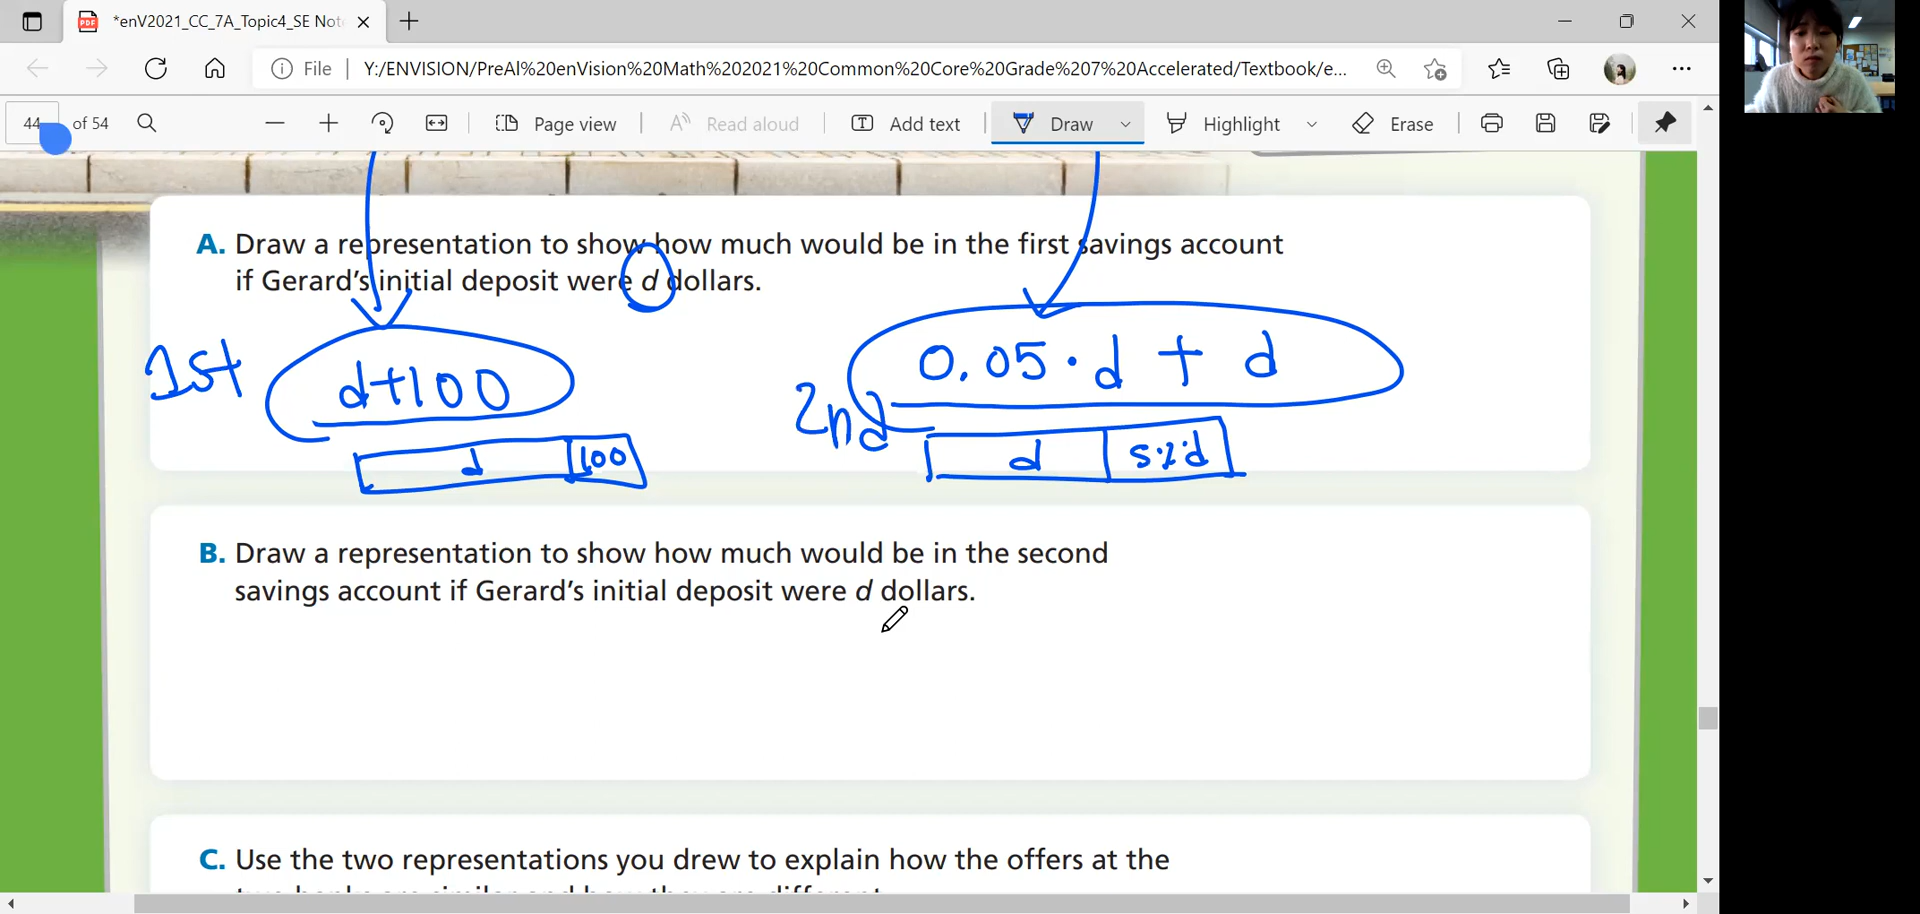 *enV2021_CC_7A_Topic4_SE Not
File
Y:/ENVISION/PreAl%20enVision%20Math%202021%20Common%20Core%20Grade%207%20Accelerated/Textbook/e...
44 of 54
Page view
Read aloud
Add text
Draw
Highlight
Erase
A. Draw a representation to show how much would be in the first savings account
if Gerard's initial deposit were d dollars.
1st
d+100
d
100
2nd
0.05·d + d
d
5%·d
B. Draw a representation to show how much would be in the second
savings account if Gerard's initial deposit were d dollars.
C. Use the two representations you drew to explain how the offers at the